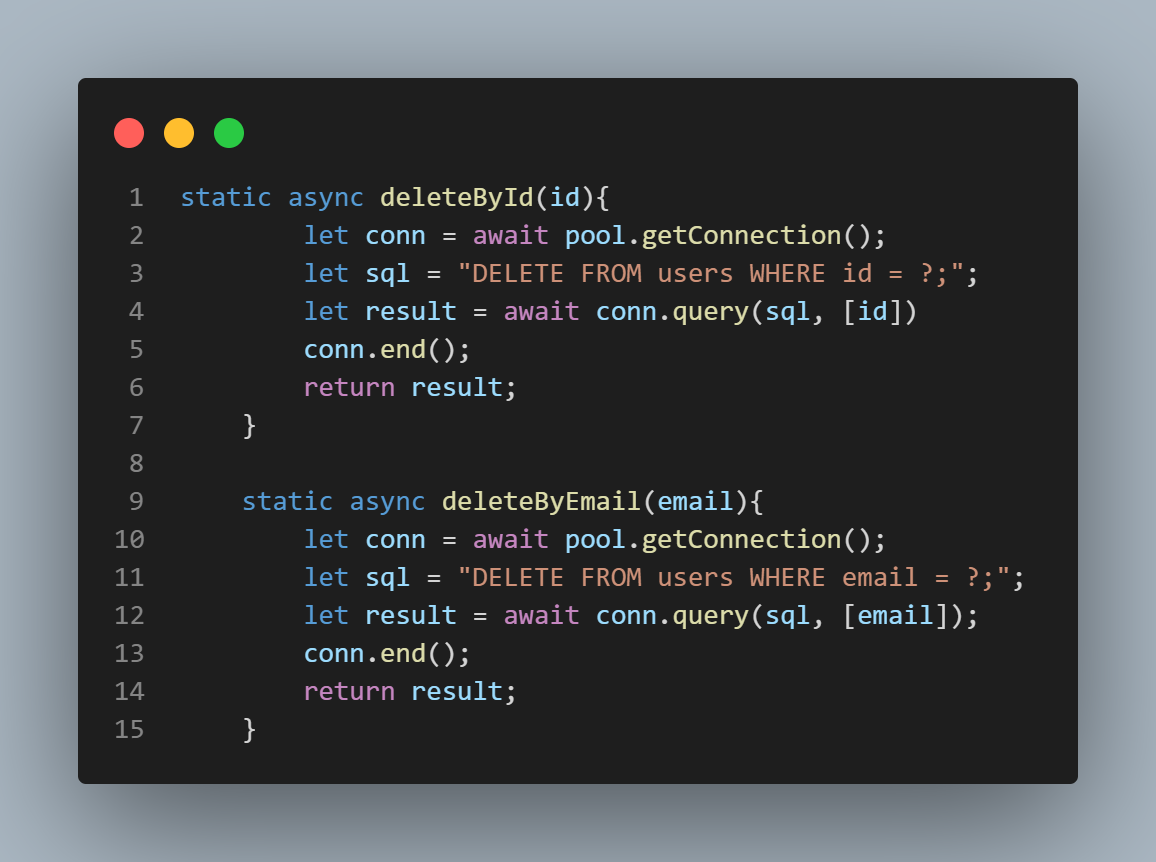 1 static async deleteById(id){
2         let conn = await pool.getConnection();
3         let sql = "DELETE FROM users WHERE id = ?;";
4         let result = await conn.query(sql, [id])
5         conn.end();
6         return result;
7     }
8
9     static async deleteByEmail(email){
10         let conn = await pool.getConnection();
11         let sql = "DELETE FROM users WHERE email = ?;";
12         let result = await conn.query(sql, [email]);
13         conn.end();
14         return result;
15     }